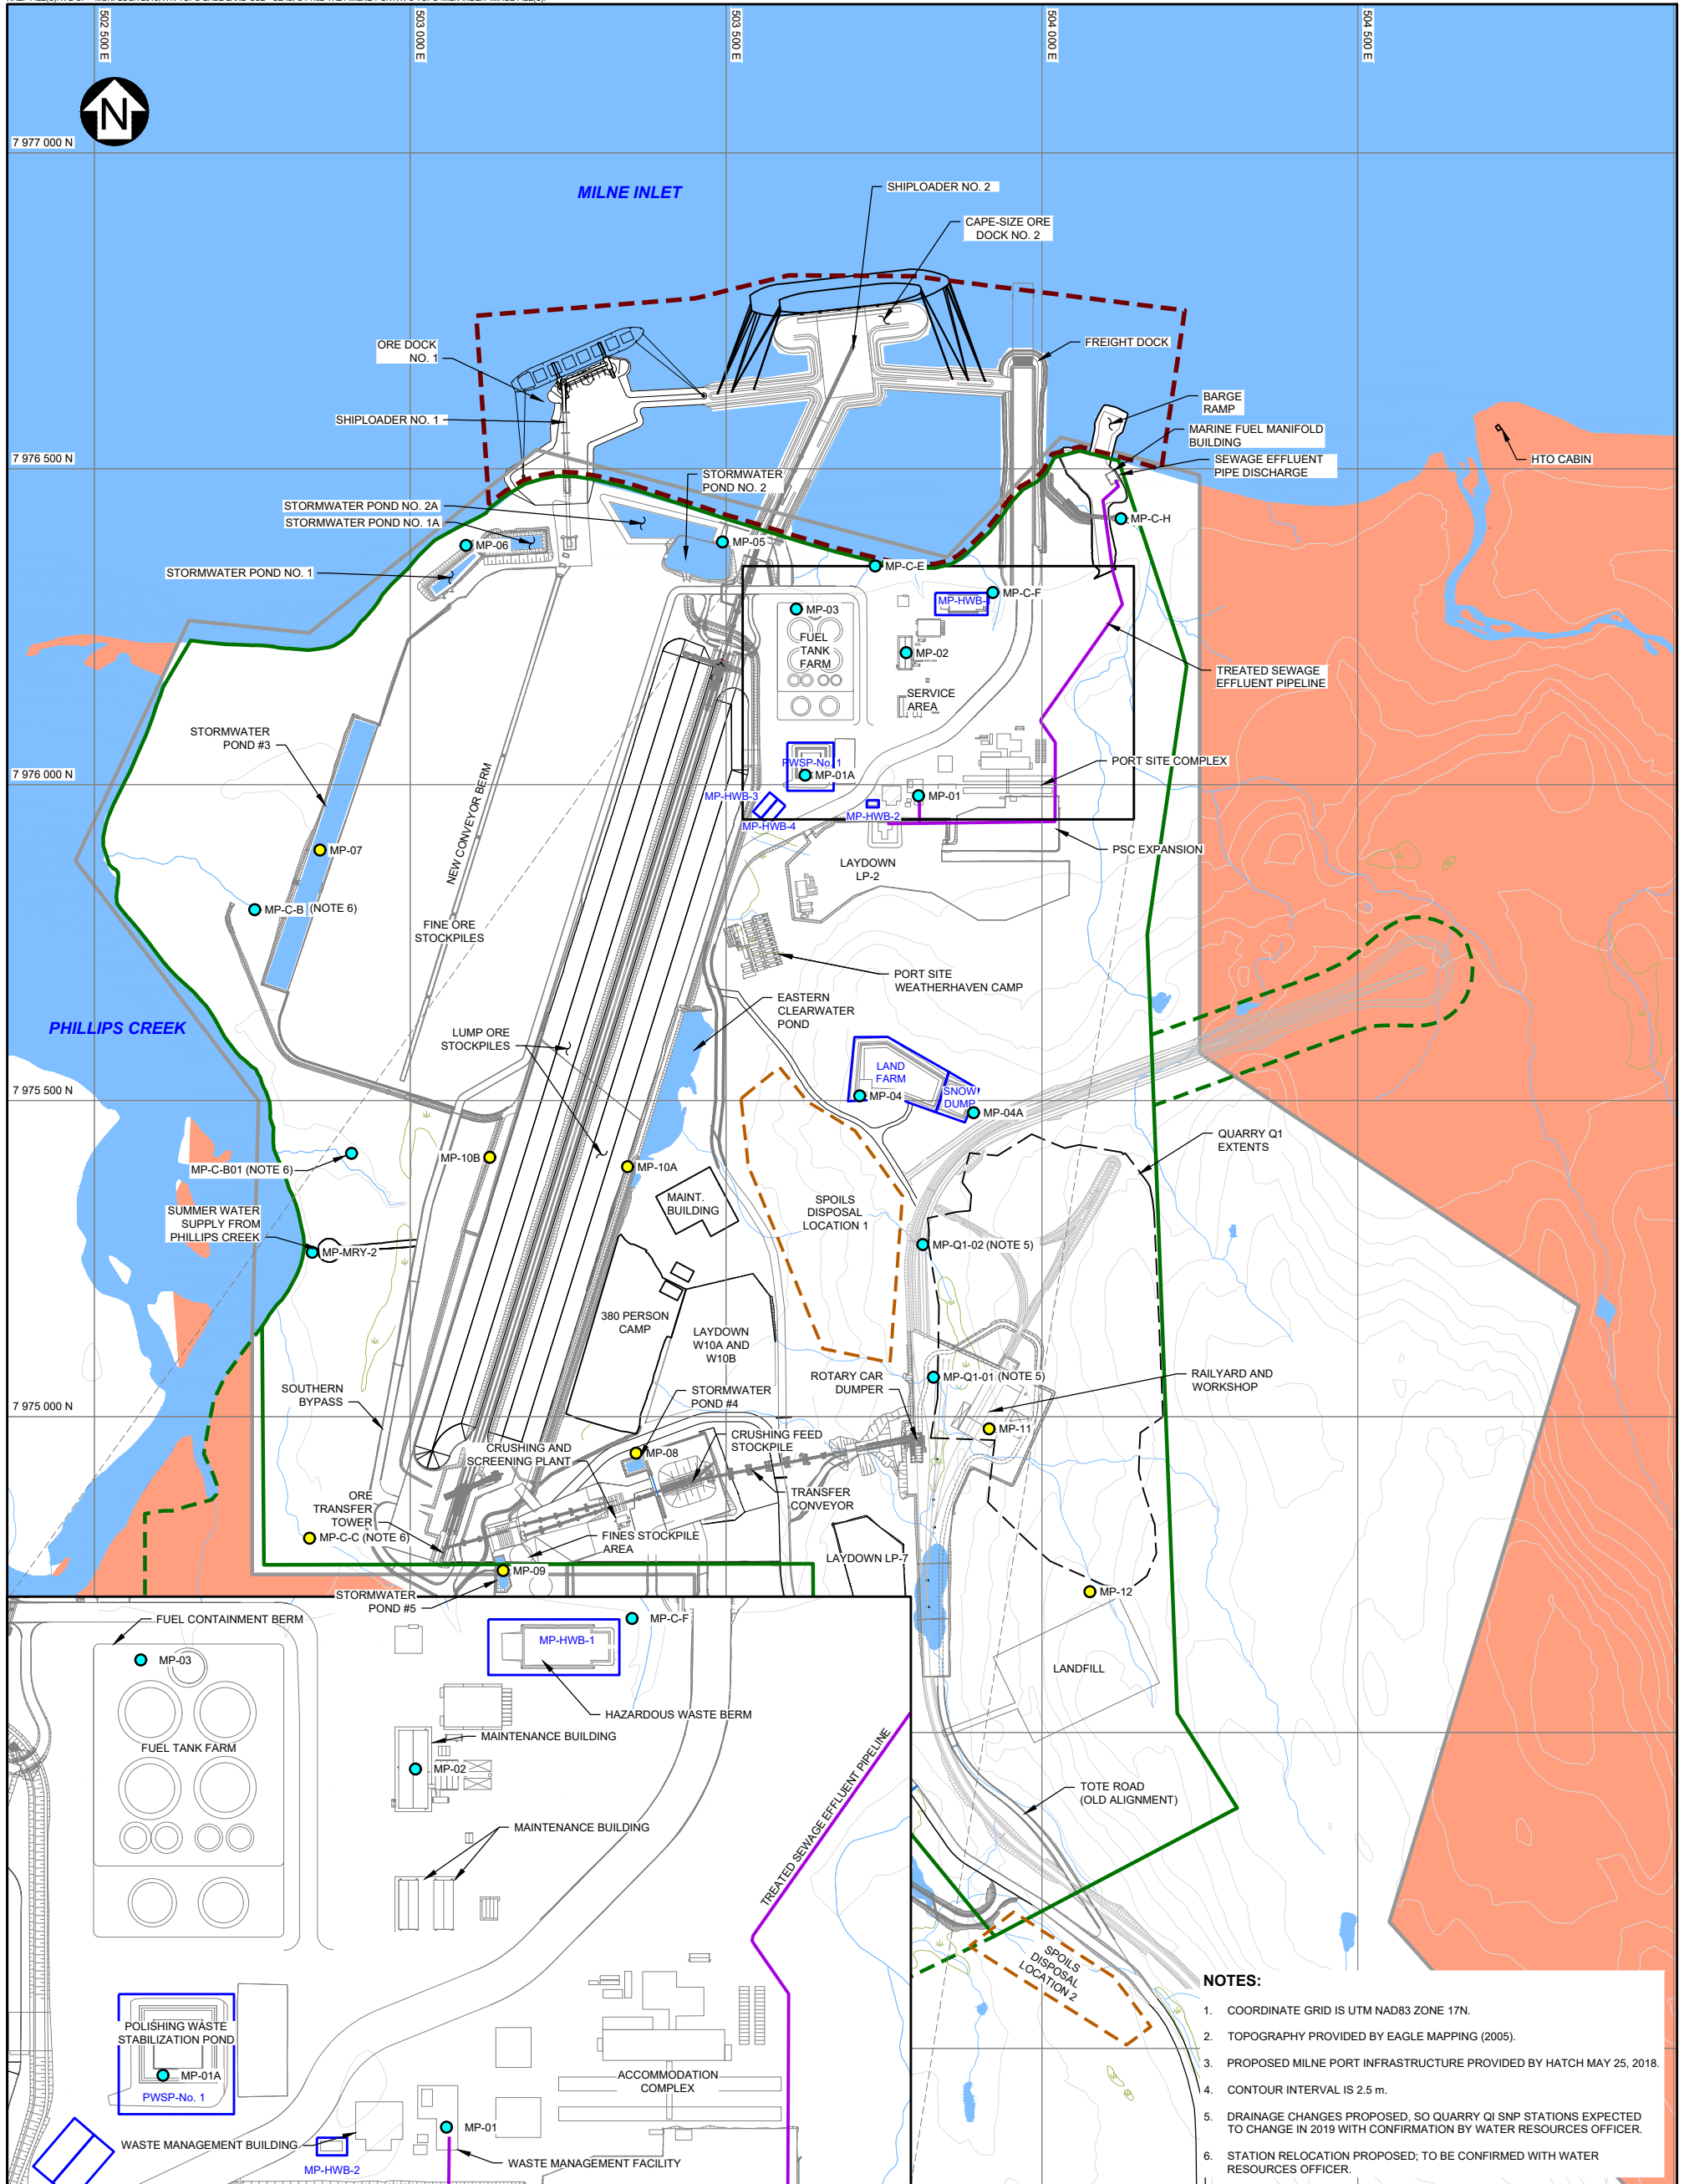 502 500 E
503 000 E
503 500 E
504 000 E
504 500 E
N
7 977 000 N
MILNE INLET
SHIPLOADER NO. 2
CAPE-SIZE ORE
DOCK NO. 2
ORE DOCK
NO. 1
FREIGHT DOCK
SHIPLOADER NO. 1
BARGE
RAMP
MARINE FUEL MANIFOLD
BUILDING
SEWAGE EFFLUENT
PIPE DISCHARGE
HTO CABIN
7 976 500 N
STORMWATER
POND NO. 2
STORMWATER POND NO. 2A
STORMWATER POND NO. 1A
MP-C-H
MP-06
MP-05
STORMWATER POND NO. 1
MP-C-E
MP-C-F
MP-HWB-1
MP-03
FUEL
TANK
FARM
MP-02
TREATED SEWAGE
EFFLUENT PIPELINE
SERVICE
AREA
STORMWATER
POND #3
PORT SITE COMPLEX
PWSP-No. 1
MP-01A
7 976 000 N
MP-HWB-3
MP-01
MP-HWB-4
MP-HWB-2
PSC EXPANSION
MP-07
NEW CONVEYOR BERM
LAYDOWN
LP-2
MP-C-B (NOTE 6)
FINE ORE
STOCKPILES
PORT SITE
WEATHERHAVEN CAMP
PHILLIPS CREEK
EASTERN
CLEARWATER
POND
LUMP ORE
STOCKPILES
LAND
FARM
7 975 500 N
MP-04
SNOW
DUMP
MP-04A
QUARRY Q1
EXTENTS
MP-C-B01 (NOTE 6)
MP-10B
MP-10A
MAINT.
BUILDING
SPOILS
DISPOSAL
LOCATION 1
SUMMER WATER
SUPPLY FROM
PHILLIPS CREEK
MP-MRY-2
MP-Q1-02 (NOTE 5)
380 PERSON
CAMP
LAYDOWN
W10A AND
W10B
ROTARY CAR
DUMPER
MP-Q1-01 (NOTE 5)
RAILYARD AND
WORKSHOP
SOUTHERN
BYPASS
STORMWATER
POND #4
7 975 000 N
MP-11
CRUSHING AND
SCREENING PLANT
MP-08
CRUSHING FEED
STOCKPILE
ORE
TRANSFER
TOWER
TRANSFER
CONVEYOR
MP-C-C (NOTE 6)
FINES STOCKPILE
AREA
LAYDOWN LP-7
MP-09
MP-12
STORMWATER
POND #5
FUEL CONTAINMENT BERM
MP-C-F
MP-HWB-1
MP-03
LANDFILL
HAZARDOUS WASTE BERM
FUEL TANK FARM
MAINTENANCE BUILDING
MP-02
TREATED SEWAGE EFFLUENT PIPELINE
TOTE ROAD
(OLD ALIGNMENT)
MAINTENANCE BUILDING
SPOILS
DISPOSAL
LOCATION 2
POLISHING WASTE
STABILIZATION POND
MP-01A
PWSP-No. 1
ACCOMMODATION
COMPLEX
MP-01
WASTE MANAGEMENT BUILDING
MP-HWB-2
WASTE MANAGEMENT FACILITY
NOTES:
1. COORDINATE GRID IS UTM NAD83 ZONE 17N.
2. TOPOGRAPHY PROVIDED BY EAGLE MAPPING (2005).
3. PROPOSED MILNE PORT INFRASTRUCTURE PROVIDED BY HATCH MAY 25, 2018.
4. CONTOUR INTERVAL IS 2.5 m.
5. DRAINAGE CHANGES PROPOSED, SO QUARRY QI SNP STATIONS EXPECTED
TO CHANGE IN 2019 WITH CONFIRMATION BY WATER RESOURCES OFFICER.
6. STATION RELOCATION PROPOSED; TO BE CONFIRMED WITH WATER
RESOURCES OFFICER.